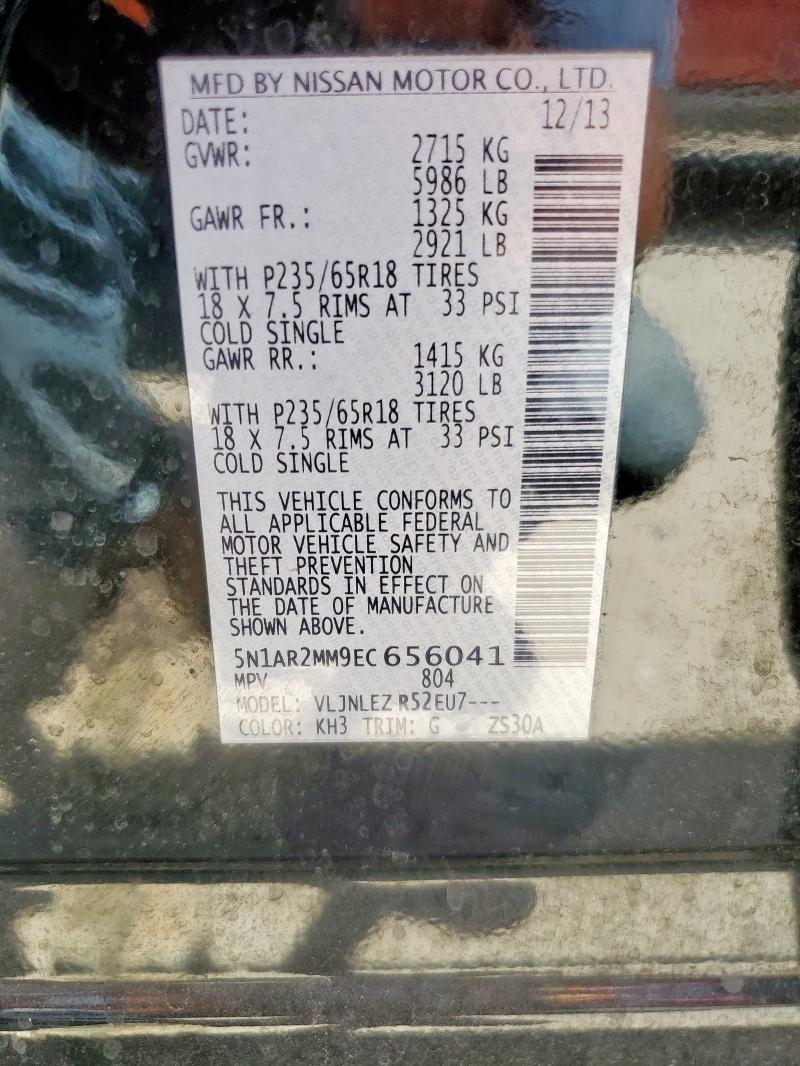 MFD BY NISSAN MOTOR CO., LTD.
DATE: 12/13
GVWR: 2715 KG
5986 LB
GAWR FR.: 1325 KG
2921 LB
WITH P235/65R18 TIRES
18 X 7.5 RIMS AT 33 PSI
COLD SINGLE
GAWR RR.: 1415 KG
3120 LB
WITH P235/65R18 TIRES
18 X 7.5 RIMS AT 33 PSI
COLD SINGLE
THIS VEHICLE CONFORMS TO
ALL APPLICABLE FEDERAL
MOTOR VEHICLE SAFETY AND
THEFT PREVENTION
STANDARDS IN EFFECT ON
THE DATE OF MANUFACTURE
SHOWN ABOVE.
5N1AR2MM9EC656041
MPV 804
MODEL: VLJNLEZ R52EU7---
COLOR: KH3 TRIM: G ZS30A